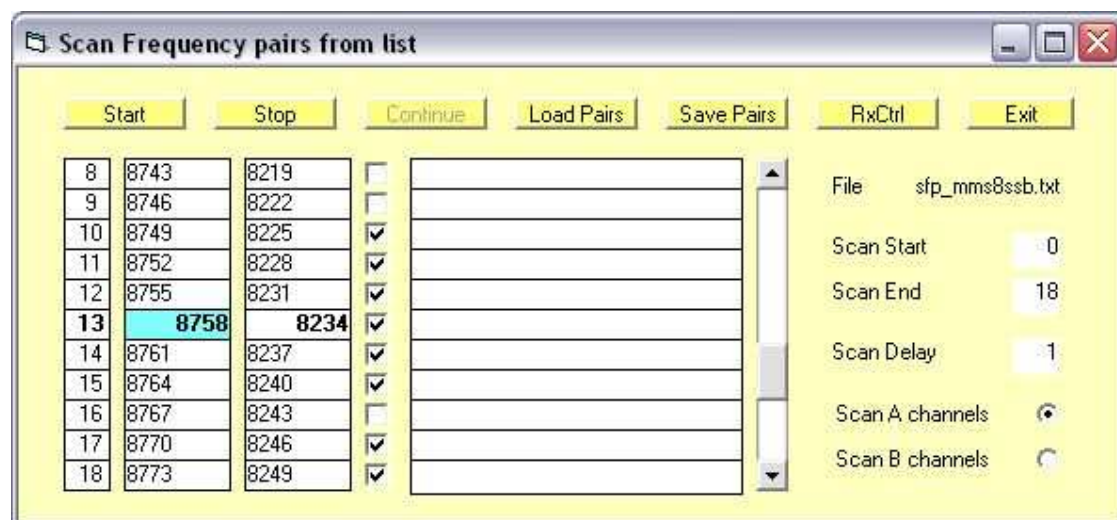 Scan Frequency pairs from list
Start Stop Continue Load Pairs Save Pairs RxCtrl Exit
8 8743 8219
9 8746 8222
10 8749 8225
11 8752 8228
12 8755 8231
13 8758 8234
14 8761 8237
15 8764 8240
16 8767 8243
17 8770 8246
18 8773 8249
File sfp_mms8ssb.txt
Scan Start 0
Scan End 18
Scan Delay 1
Scan A channels
Scan B channels